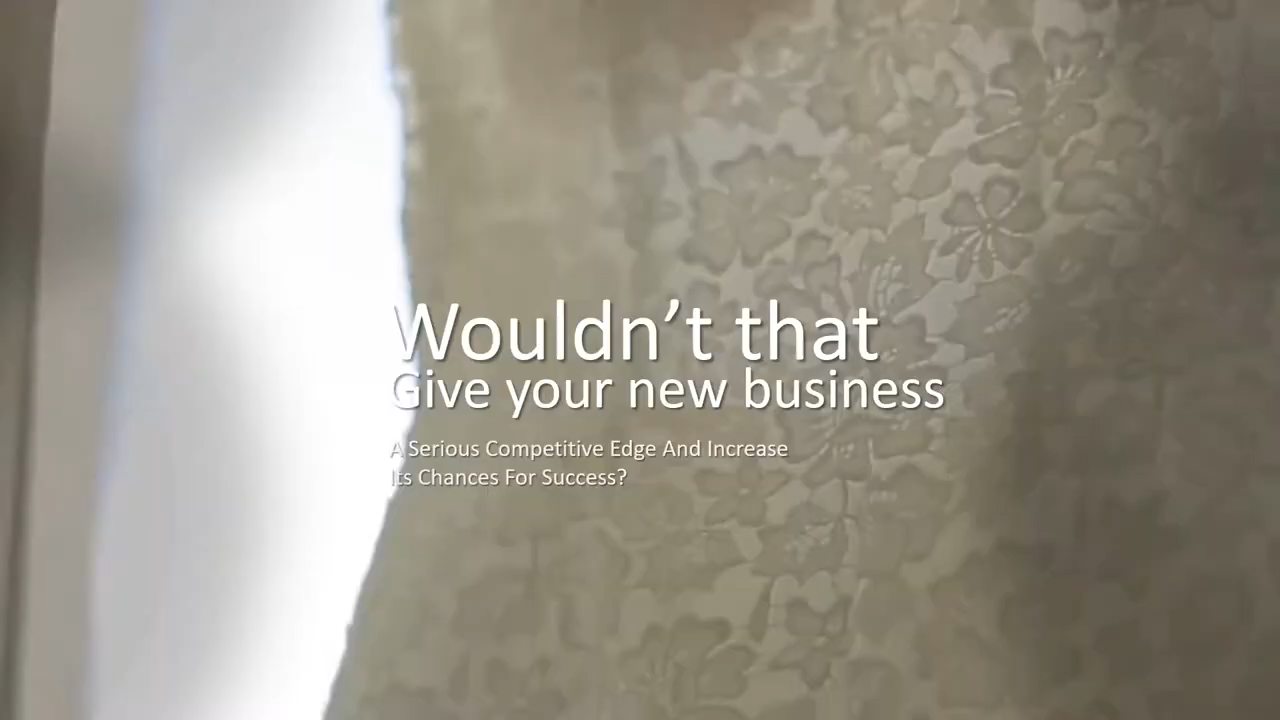 Wouldn’t that
Give your new business
A Serious Competitive Edge And Increase
Its Chances For Success?